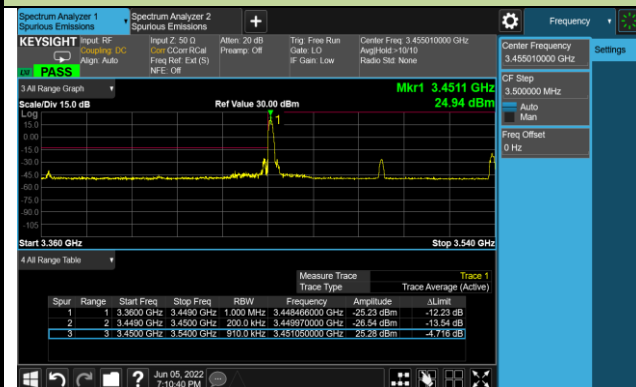 Spectrum Analyzer 1
Spurious Emissions
Spectrum Analyzer 2
Spurious Emissions
Frequency
KEYSIGHT
Input: RF
Coupling: DC
Align: Auto
Input Z: 50 Ω
Corr CCorr RCal
Freq Ref: Ext (S)
NFE: Off
Atten: 20 dB
Preamp: Off
Trig: Free Run
Gate: LO
IF Gain: Low
Center Freq: 3.455010000 GHz
Avg|Hold:>10/10
Radio Std: None
PASS
Center Frequency
3.455010000 GHz
Settings
CF Step
3.500000 MHz
Auto
Man
Freq Offset
0 Hz
3 All Range Graph
Mkr1 3.4511 GHz
24.94 dBm
Scale/Div 15.0 dB
Ref Value 30.00 dBm
Log
15.0
0.00
-15.0
-30.0
-45.0
-60.0
-75.0
-90.0
-105
1
Start 3.360 GHz
Stop 3.540 GHz
4 All Range Table
Measure Trace Trace 1
Trace Type Trace Average (Active)
Spur Range Start Freq Stop Freq RBW Frequency Amplitude ΔLimit
1 1 3.3600 GHz 3.4490 GHz 1.000 MHz 3.448466000 GHz -25.23 dBm -12.23 dB
2 2 3.4490 GHz 3.4500 GHz 200.0 kHz 3.449970000 GHz -26.54 dBm -13.54 dB
3 3 3.4500 GHz 3.5400 GHz 910.0 kHz 3.451050000 GHz 25.28 dBm -4.716 dB
Jun 05, 2022
7:10:40 PM